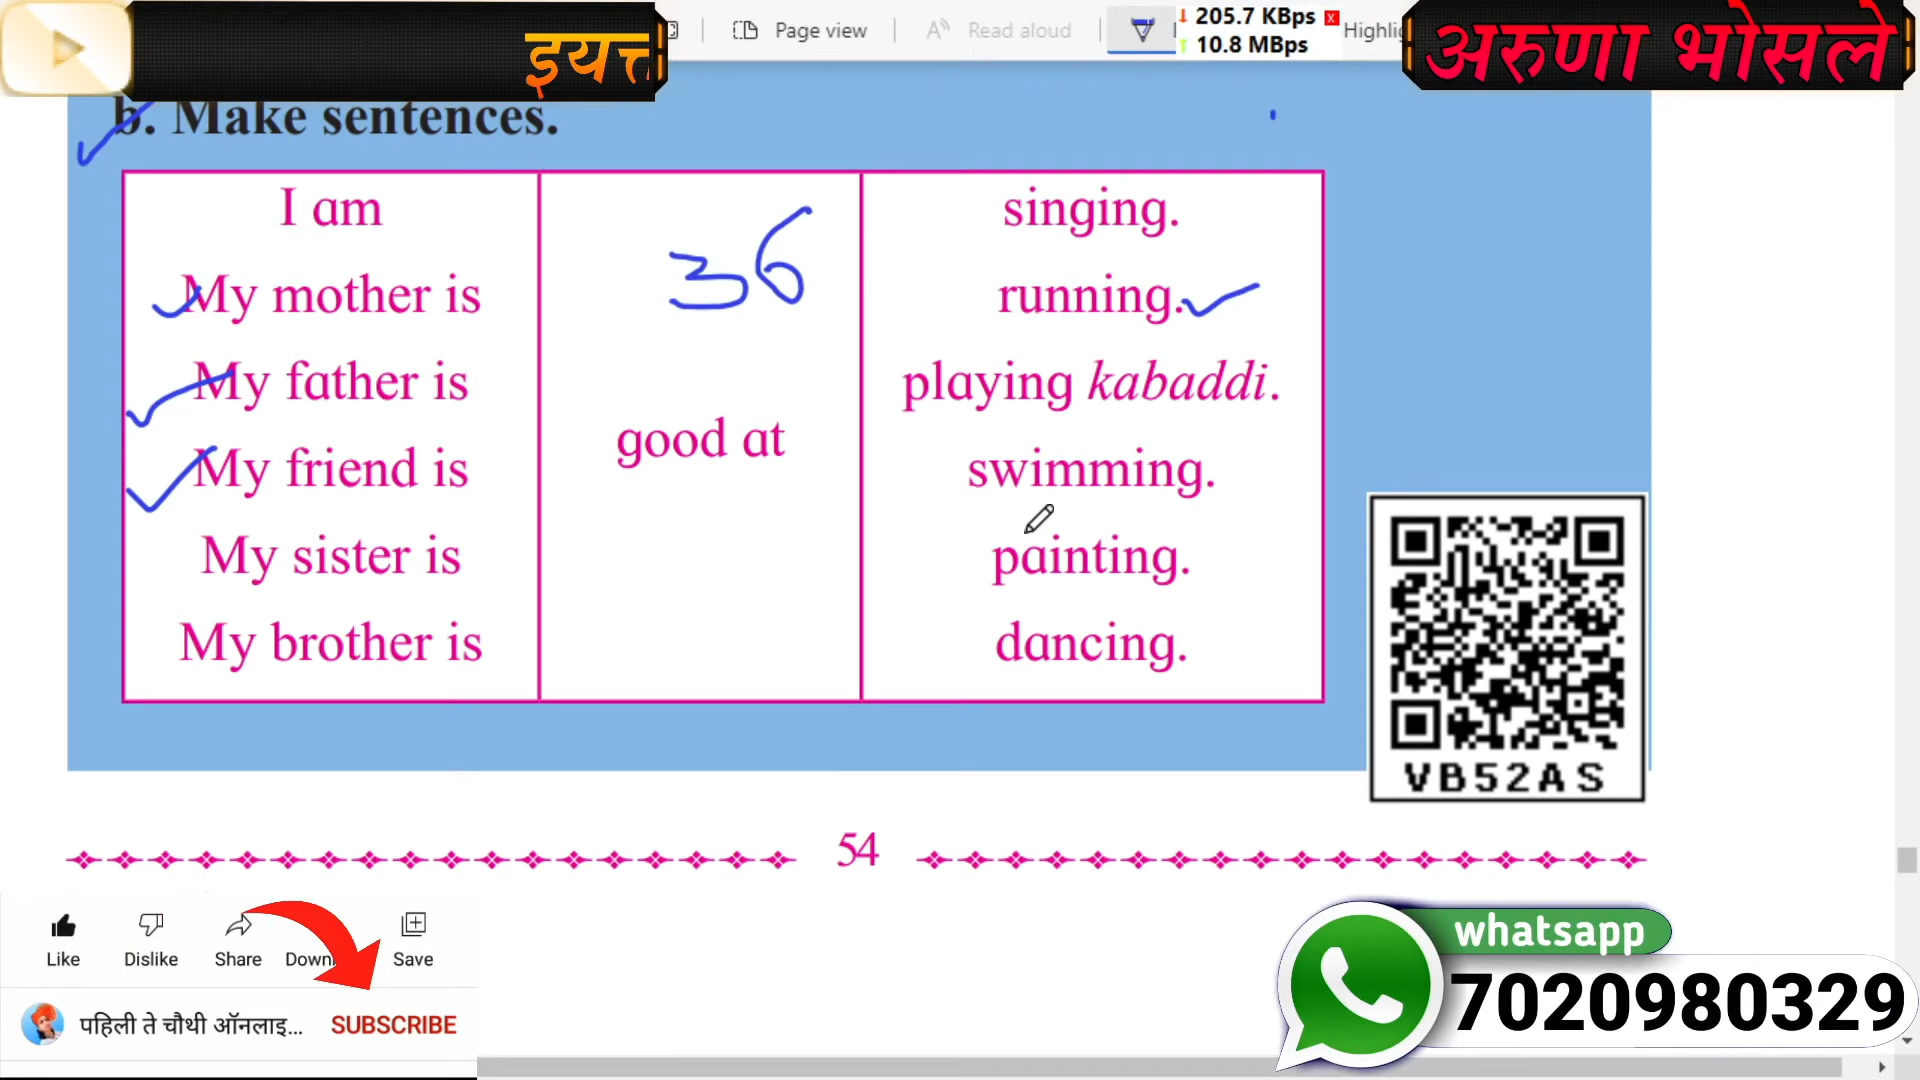 इयत्त
Page view
Read aloud
205.7 KBps x
10.8 MBps
Highlig
अरुणा भोसले
b. Make sentences.
I am
singing.
36
My mother is
running.
My father is
playing kabaddi.
good at
My friend is
swimming.
My sister is
painting.
My brother is
dancing.
VB52AS
54
Like
Dislike
Share
Down
Save
whatsapp
7020980329
पहिली ते चौथी ऑनलाइ...
SUBSCRIBE